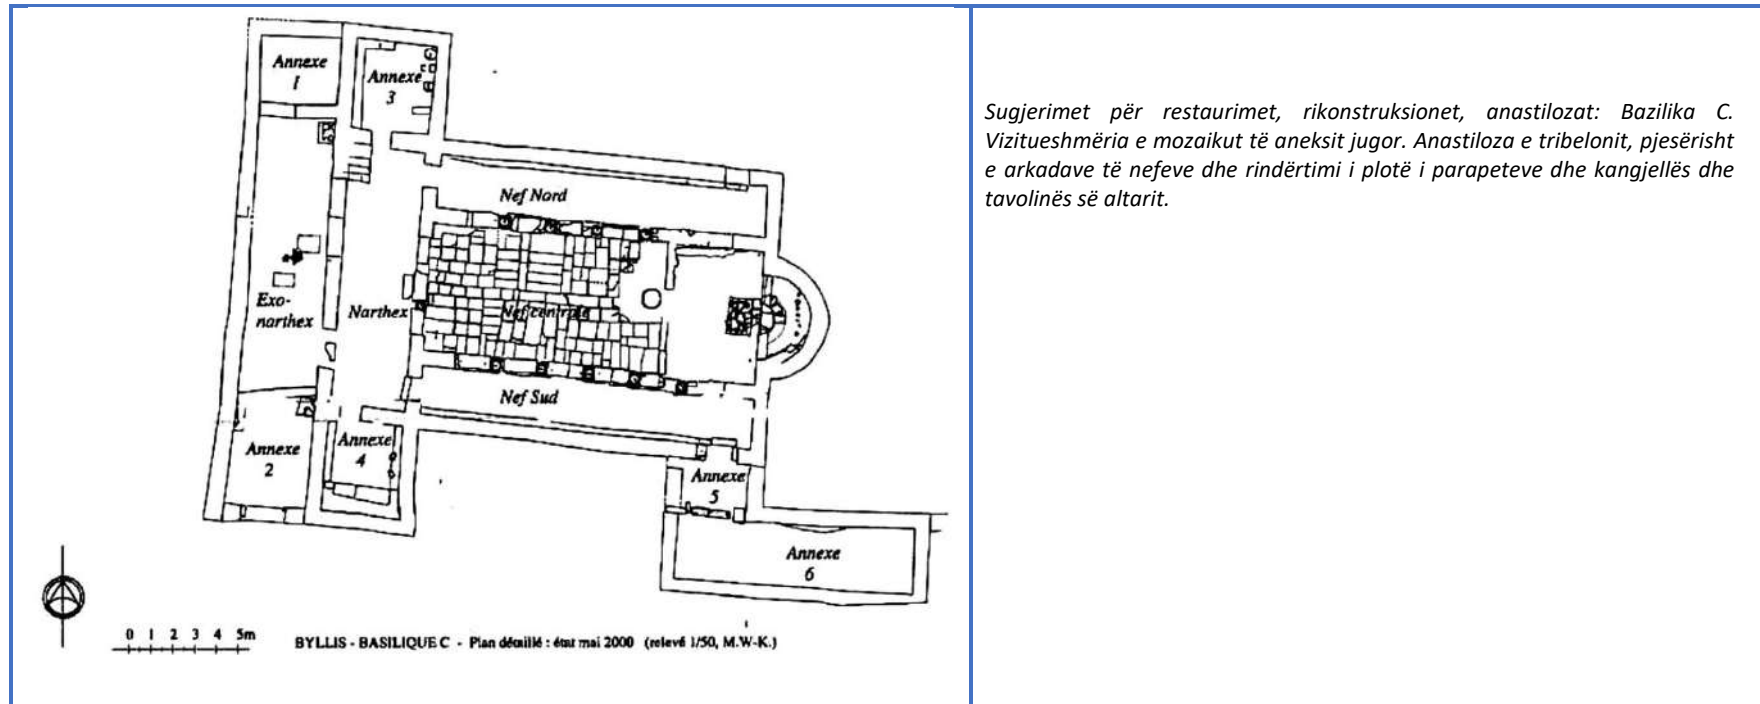 Annexe
1
Annexe
3
Nef Nord
Exo-
narthex
Narthex
Nef centrale
Nef Sud
Annexe
2
Annexe
4
Annexe
5
Annexe
6
0 1 2 3 4 5m
BYLLIS - BASILIQUE C - Plan détaillé : état mai 2000 (relevé 1/50, M.W-K.)
Sugjerimet për restaurimet, rikonstruksionet, anastilozat: Bazilika C.
Vizitueshmëria e mozaikut të aneksit jugor. Anastiloza e tribelonit, pjesërisht
e arkadave të nefeve dhe rindërtimi i plotë i parapeteve dhe kangjellës dhe
tavolinës së altarit.